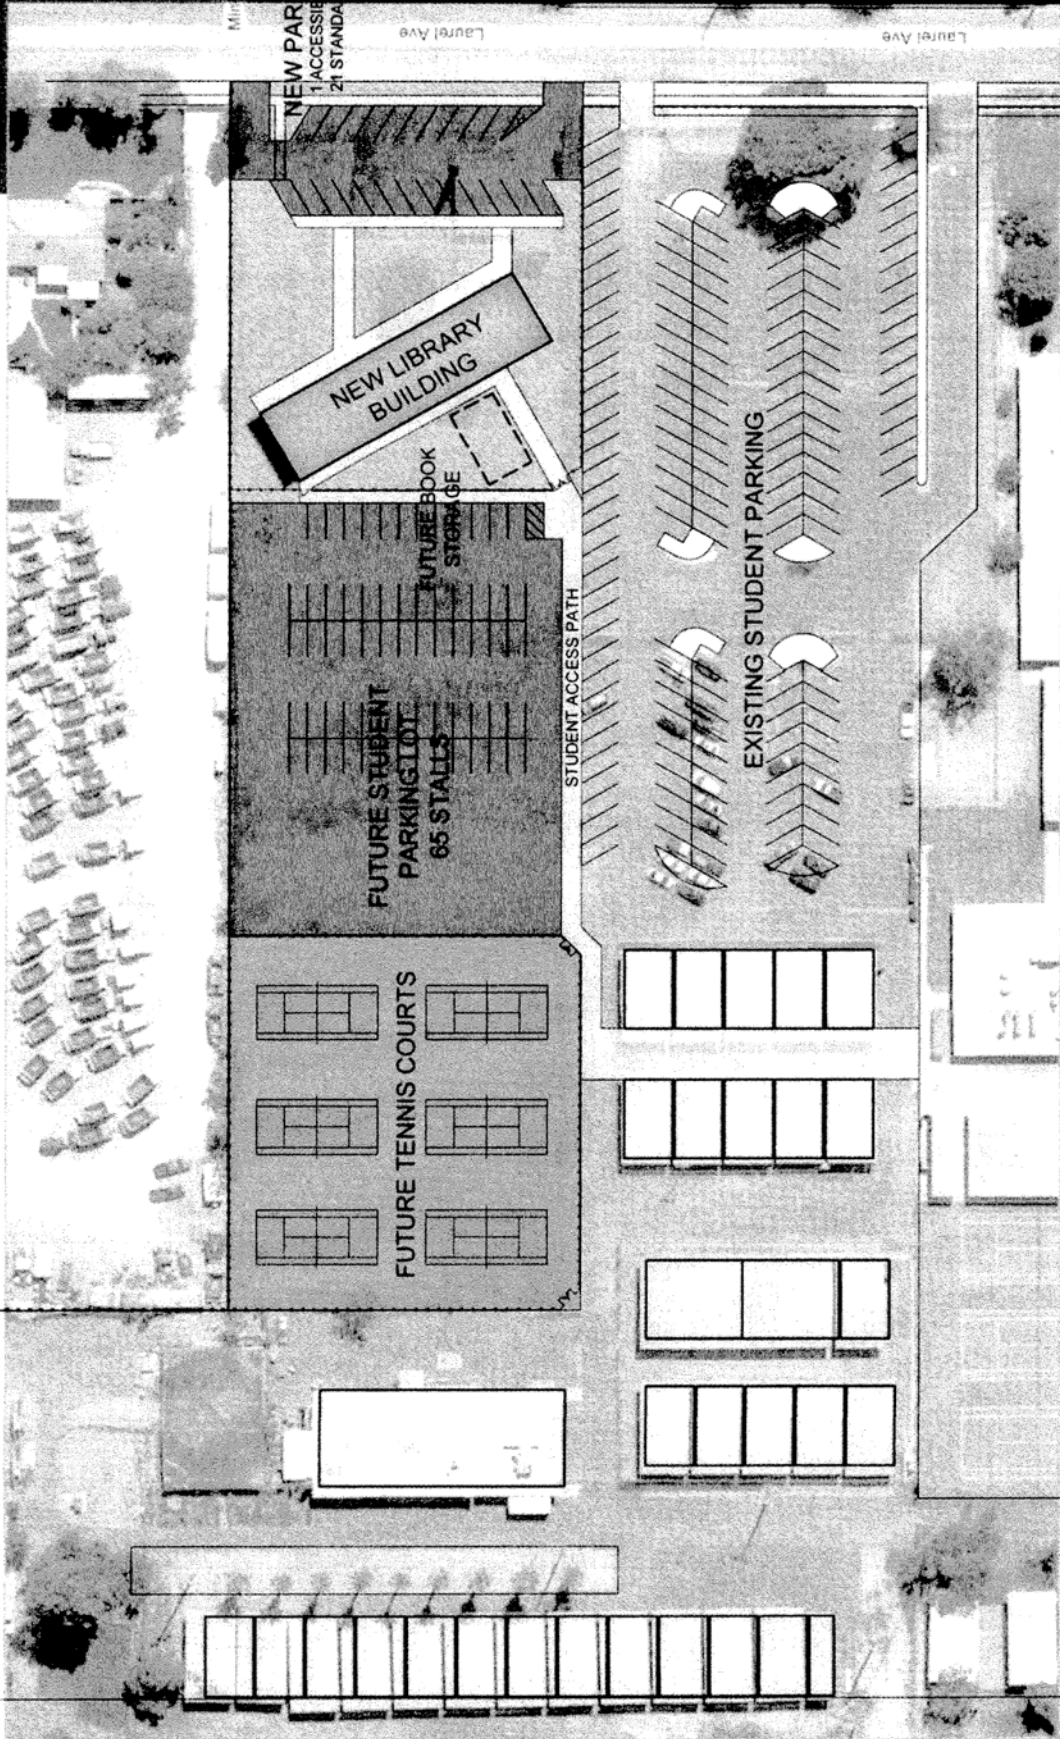 Laurel Ave
Laurel Ave
NEW PAR
1 ACCESSIB
21 STANDA
NEW LIBRARY
BUILDING
FUTURE BOOK
STORAGE
STUDENT ACCESS PATH
EXISTING STUDENT PARKING
FUTURE STUDENT
PARKING LOT
65 STALLS
FUTURE TENNIS COURTS